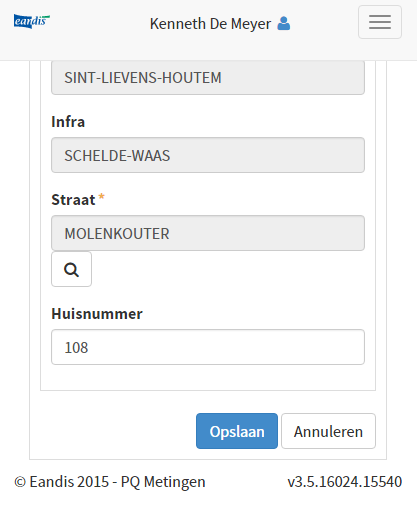 eandis
Kenneth De Meyer
SINT-LIEVENS-HOUTEM
Infra
SCHELDE-WAAS
Straat *
MOLENKOUTER
Huisnummer
108
Opslaan Annuleren
© Eandis 2015 - PQ Metingen v3.5.16024.15540